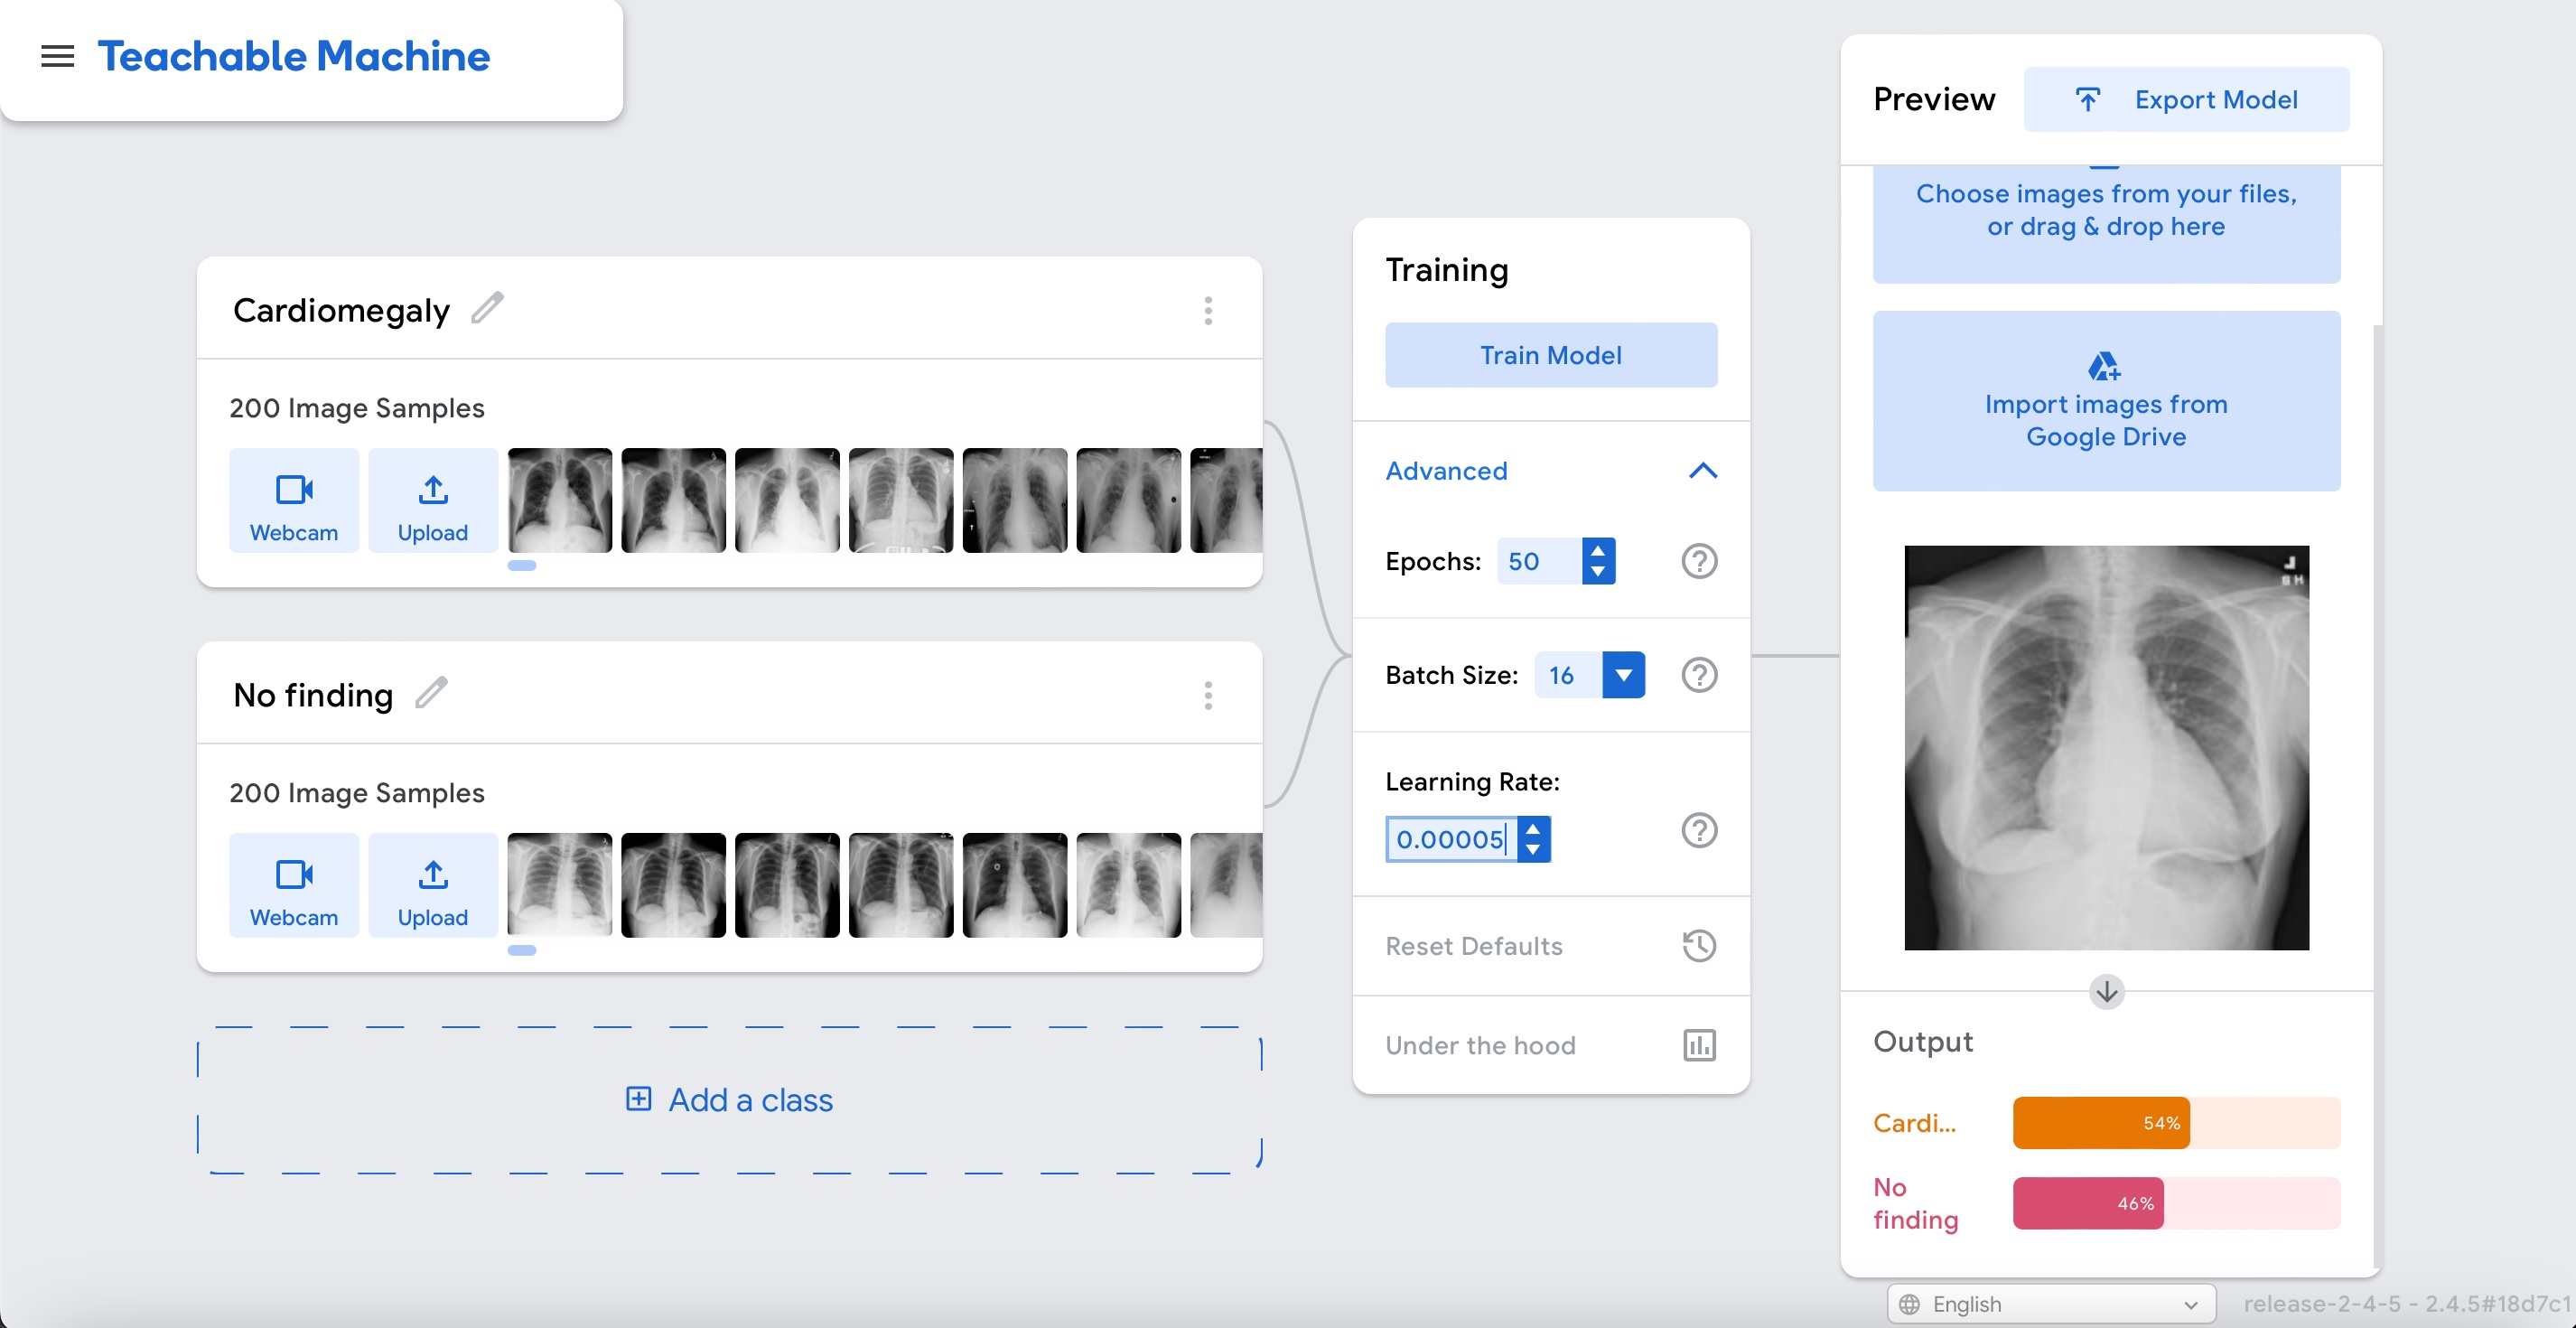 Teachable Machine
Cardiomegaly
200 Image Samples
Webcam
Upload
No finding
200 Image Samples
Webcam
Upload
Add a class
Training
Train Model
Advanced
Epochs: 50
Batch Size: 16
Learning Rate:
0.00005
Reset Defaults
Under the hood
Preview
Export Model
Choose images from your files,
or drag & drop here
Import images from
Google Drive
Output
Cardi...
54%
No
finding
46%
English
release-2-4-5 - 2.4.5#18d7c1